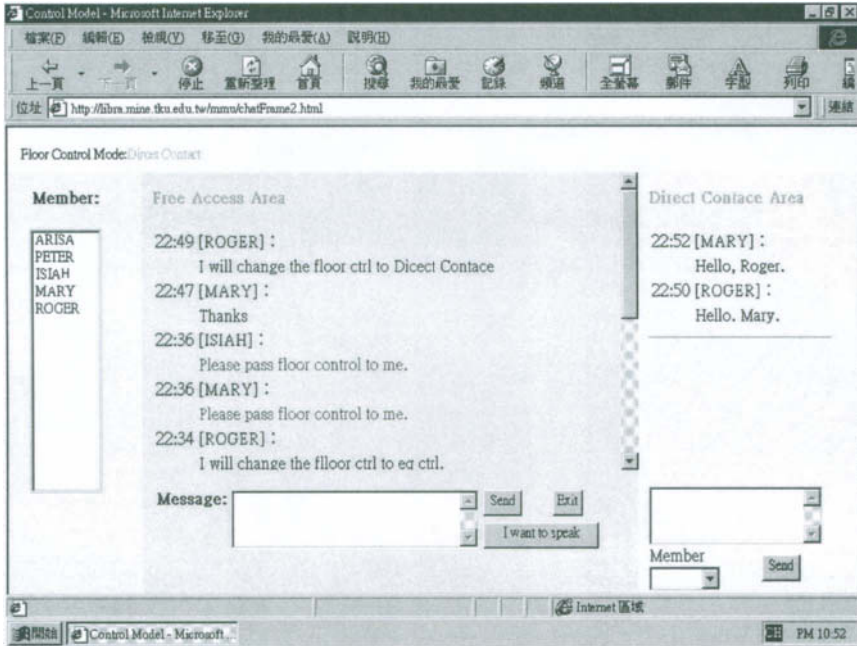 Control Model - Microsoft Internet Explorer
檔案(F) 編輯(E) 檢視(V) 移至(G) 我的最愛(A) 說明(H)
上一頁 下一頁 停止 重新整理 首頁 搜尋 我的最愛 記錄 頻道 全螢幕 郵件 字型 列印 編
位址 http://libra.mine.tku.edu.tw/mmu/chatFrame2.html 連結
Floor Control Mode:Direct Contact
Member:
ARISA
PETER
ISIAH
MARY
ROGER
Free Access Area
22:49 [ROGER]：
I will change the floor ctrl to Dicect Contace
22:47 [MARY]：
Thanks
22:36 [ISIAH]：
Please pass floor control to me.
22:36 [MARY]：
Please pass floor control to me.
22:34 [ROGER]：
I will change the flloor ctrl to eq ctrl.
Message:
Send Exit
I want to speak
Direct Contace Area
22:52 [MARY]：
Hello, Roger.
22:50 [ROGER]：
Hello. Mary.
Member
Send
Internet 區域
開始 Control Model - Microsoft... PM 10:52